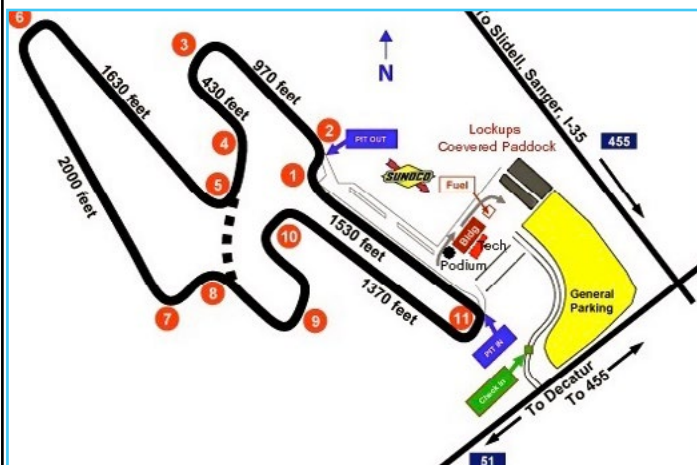 6
3
1630 feet
970 feet
430 feet
N
2
PIT OUT
To Slidell, Sanger, I-35
455
Lockups
Coevered Paddock
4
1
SUNOCO
Fuel
5
2000 feet
1530 feet
Bldg
Tech
Podium
10
1370 feet
General
Parking
7
8
9
11
PIT IN
Check In
To Decatur
To 455
51